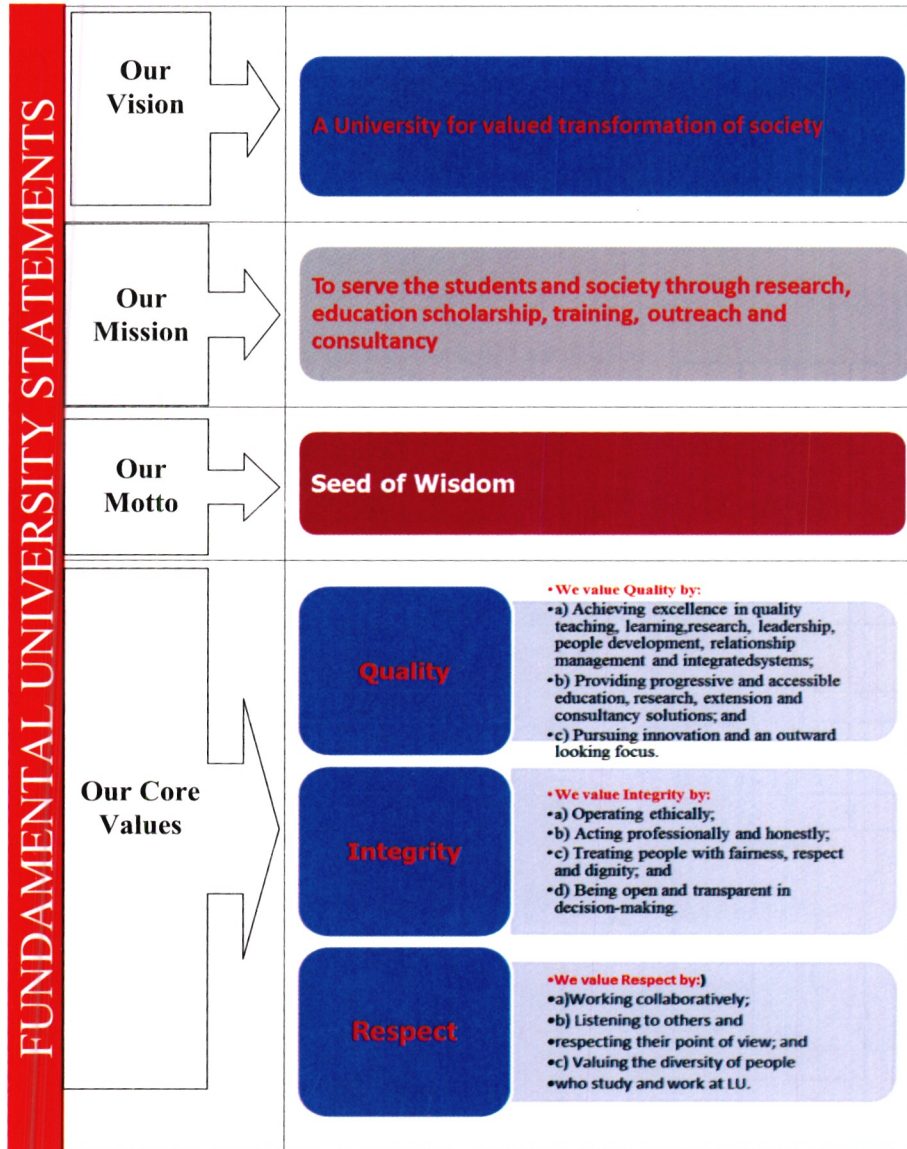 FUNDAMENTAL UNIVERSITY STATEMENTS
Our
Vision
A University for valued transformation of society
Our
Mission
To serve the students and society through research,
education scholarship, training, outreach and
consultancy
Our
Motto
Seed of Wisdom
Our Core
Values
Quality
•We value Quality by:
•a) Achieving excellence in quality
teaching, learning,research, leadership,
people development, relationship
management and integratedsystems;
•b) Providing progressive and accessible
education, research, extension and
consultancy solutions; and
•c) Pursuing innovation and an outward
looking focus.
Integrity
•We value Integrity by:
•a) Operating ethically;
•b) Acting professionally and honestly;
•c) Treating people with fairness, respect
and dignity; and
•d) Being open and transparent in
decision-making.
Respect
•We value Respect by:)
•a)Working collaboratively;
•b) Listening to others and
•respecting their point of view; and
•c) Valuing the diversity of people
•who study and work at LU.